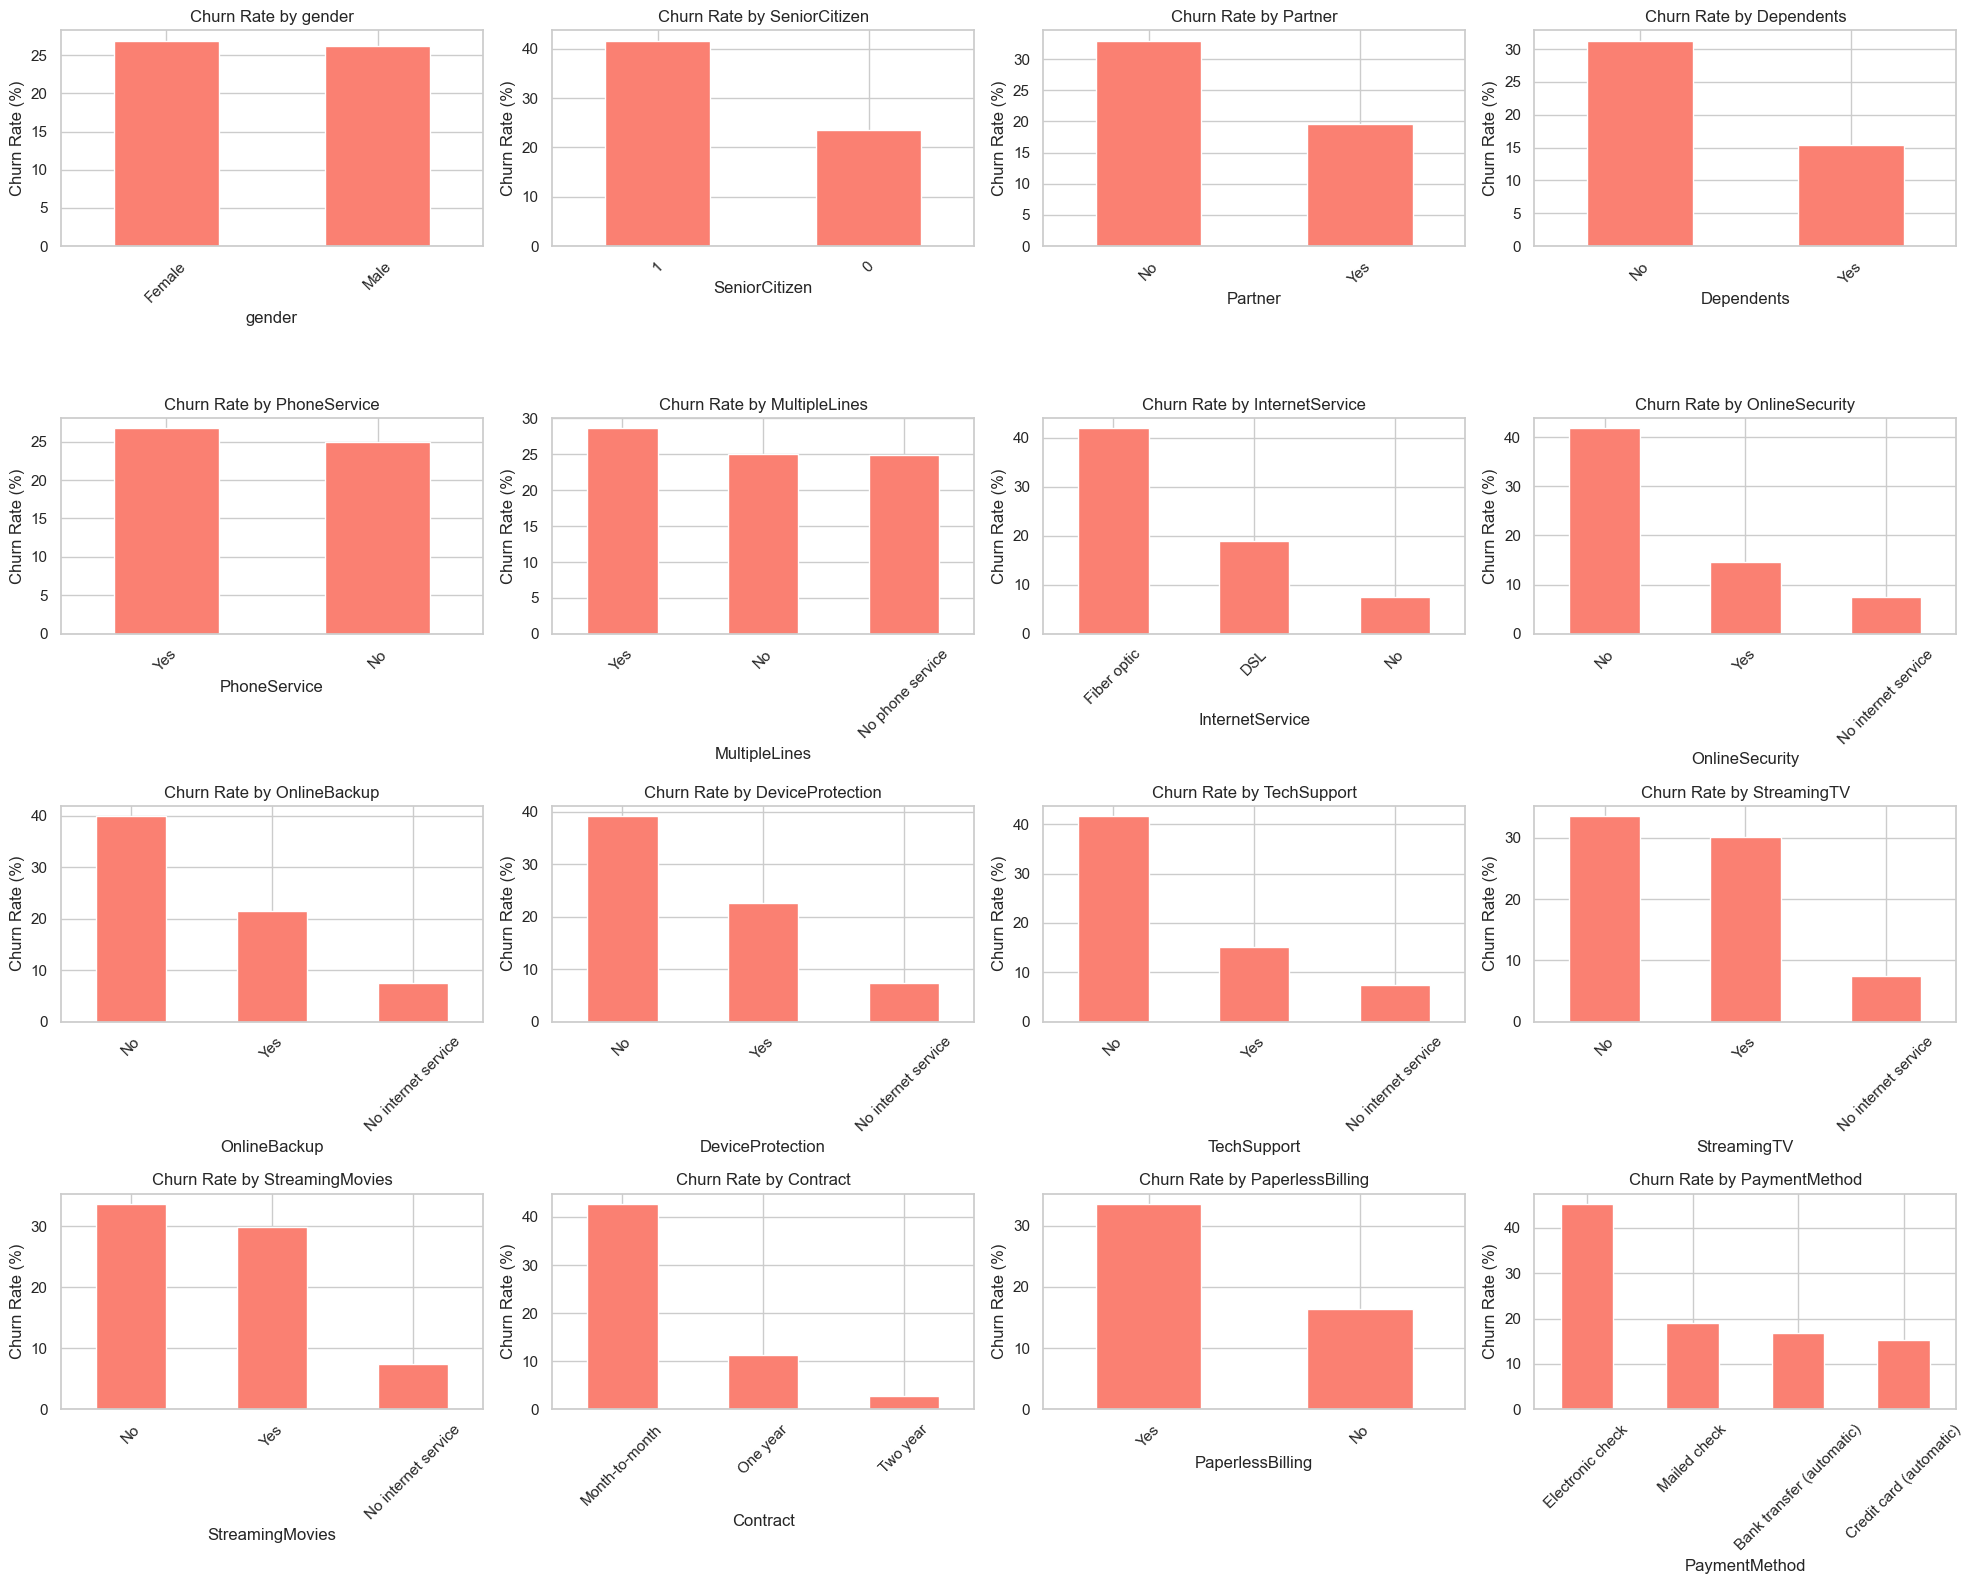 Churn Rate by gender
Churn Rate (%)
25
20
15
10
5
0
Female
Male
gender
Churn Rate by SeniorCitizen
Churn Rate (%)
40
30
20
10
0
1
0
SeniorCitizen
Churn Rate by Partner
Churn Rate (%)
30
25
20
15
10
5
0
No
Yes
Partner
Churn Rate by Dependents
Churn Rate (%)
30
25
20
15
10
5
0
No
Yes
Dependents
Churn Rate by PhoneService
Churn Rate (%)
25
20
15
10
5
0
Yes
No
PhoneService
Churn Rate by MultipleLines
Churn Rate (%)
30
25
20
15
10
5
0
Yes
No
No phone service
MultipleLines
Churn Rate by InternetService
Churn Rate (%)
40
30
20
10
0
Fiber optic
DSL
No
InternetService
Churn Rate by OnlineSecurity
Churn Rate (%)
40
30
20
10
0
No
Yes
No internet service
OnlineSecurity
Churn Rate by OnlineBackup
Churn Rate (%)
40
30
20
10
0
No
Yes
No internet service
OnlineBackup
Churn Rate by DeviceProtection
Churn Rate (%)
40
30
20
10
0
No
Yes
No internet service
DeviceProtection
Churn Rate by TechSupport
Churn Rate (%)
40
30
20
10
0
No
Yes
No internet service
TechSupport
Churn Rate by StreamingTV
Churn Rate (%)
30
20
10
0
No
Yes
No internet service
StreamingTV
Churn Rate by StreamingMovies
Churn Rate (%)
30
20
10
0
No
Yes
No internet service
StreamingMovies
Churn Rate by Contract
Churn Rate (%)
40
30
20
10
0
Month-to-month
One year
Two year
Contract
Churn Rate by PaperlessBilling
Churn Rate (%)
30
20
10
0
Yes
No
PaperlessBilling
Churn Rate by PaymentMethod
Churn Rate (%)
40
30
20
10
0
Electronic check
Mailed check
Bank transfer (automatic)
Credit card (automatic)
PaymentMethod